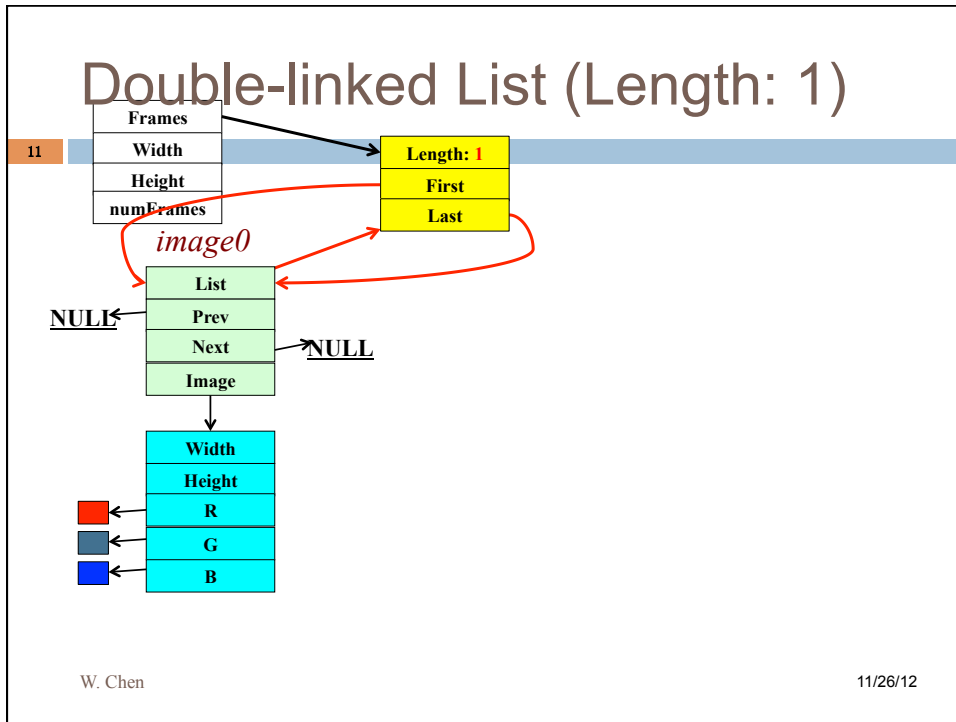 Double-linked List (Length: 1)
11
Frames
Width
Height
numFrames
Length: 1
First
Last
image0
List
Prev
Next
Image
NULL
NULL
Width
Height
R
G
B
W. Chen
11/26/12